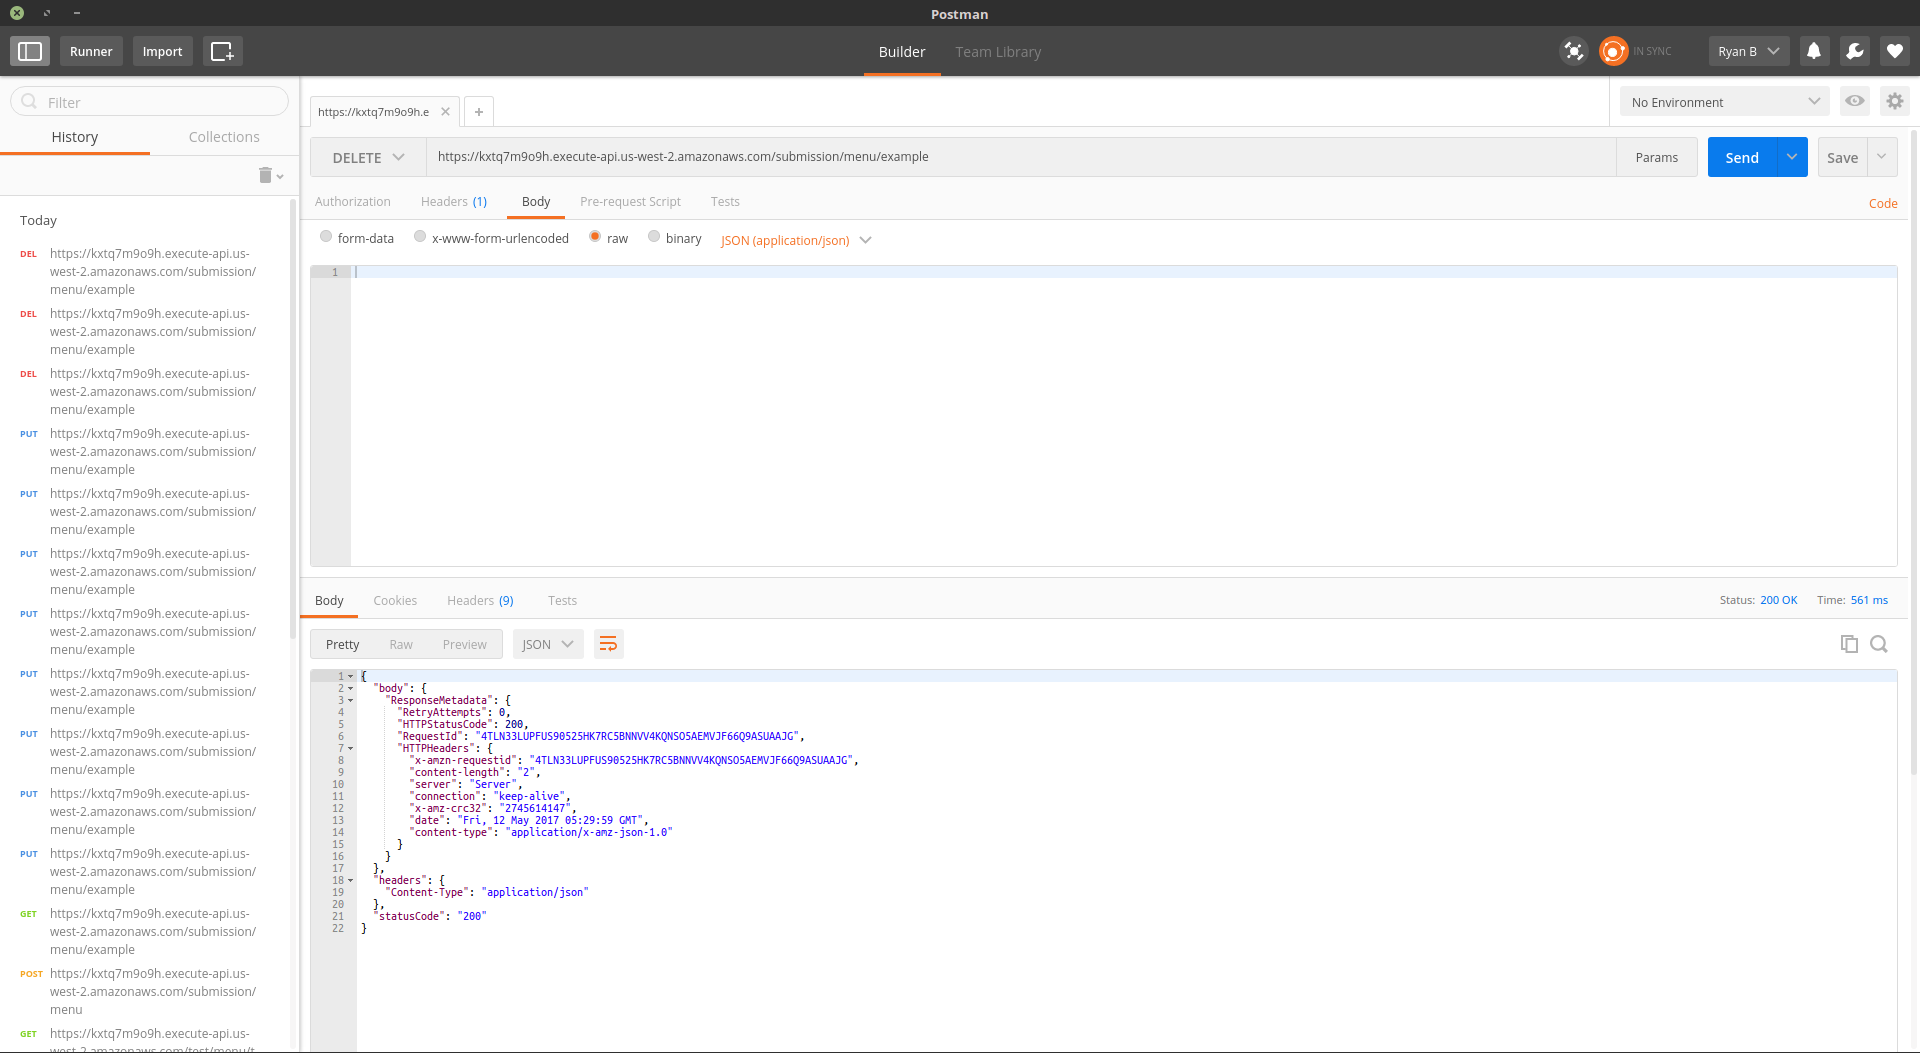 Postman
Runner
Import
Builder
Team Library
IN SYNC
Ryan B
Filter
History
Collections
Today
DEL https://kxtq7m9o9h.execute-api.us-
west-2.amazonaws.com/submission/
menu/example
DEL https://kxtq7m9o9h.execute-api.us-
west-2.amazonaws.com/submission/
menu/example
DEL https://kxtq7m9o9h.execute-api.us-
west-2.amazonaws.com/submission/
menu/example
PUT https://kxtq7m9o9h.execute-api.us-
west-2.amazonaws.com/submission/
menu/example
PUT https://kxtq7m9o9h.execute-api.us-
west-2.amazonaws.com/submission/
menu/example
PUT https://kxtq7m9o9h.execute-api.us-
west-2.amazonaws.com/submission/
menu/example
PUT https://kxtq7m9o9h.execute-api.us-
west-2.amazonaws.com/submission/
menu/example
PUT https://kxtq7m9o9h.execute-api.us-
west-2.amazonaws.com/submission/
menu/example
PUT https://kxtq7m9o9h.execute-api.us-
west-2.amazonaws.com/submission/
menu/example
PUT https://kxtq7m9o9h.execute-api.us-
west-2.amazonaws.com/submission/
menu/example
PUT https://kxtq7m9o9h.execute-api.us-
west-2.amazonaws.com/submission/
menu/example
GET https://kxtq7m9o9h.execute-api.us-
west-2.amazonaws.com/submission/
menu/example
POST https://kxtq7m9o9h.execute-api.us-
west-2.amazonaws.com/submission/
menu
GET https://kxtq7m9o9h.execute-api.us-
west-2.amazonaws.com/test/menu/t
https://kxtq7m9o9h.e
No Environment
DELETE
https://kxtq7m9o9h.execute-api.us-west-2.amazonaws.com/submission/menu/example
Params
Send
Save
Authorization
Headers (1)
Body
Pre-request Script
Tests
Code
form-data
x-www-form-urlencoded
raw
binary
JSON (application/json)
1
Body
Cookies
Headers (9)
Tests
Status: 200 OK
Time: 561 ms
Pretty
Raw
Preview
JSON
1 {
2 "body": {
3 "ResponseMetadata": {
4 "RetryAttempts": 0,
5 "HTTPStatusCode": 200,
6 "RequestId": "4TLN33LUPFUS90525HK7RC5BNNVV4KQNSO5AEMVJF66Q9ASUAAJG",
7 "HTTPHeaders": {
8 "x-amzn-requestid": "4TLN33LUPFUS90525HK7RC5BNNVV4KQNSO5AEMVJF66Q9ASUAAJG",
9 "content-length": "2",
10 "server": "Server",
11 "connection": "keep-alive",
12 "x-amz-crc32": "2745614147",
13 "date": "Fri, 12 May 2017 05:29:59 GMT",
14 "content-type": "application/x-amz-json-1.0"
15 }
16 }
17 },
18 "headers": {
19 "Content-Type": "application/json"
20 },
21 "statusCode": "200"
22 }